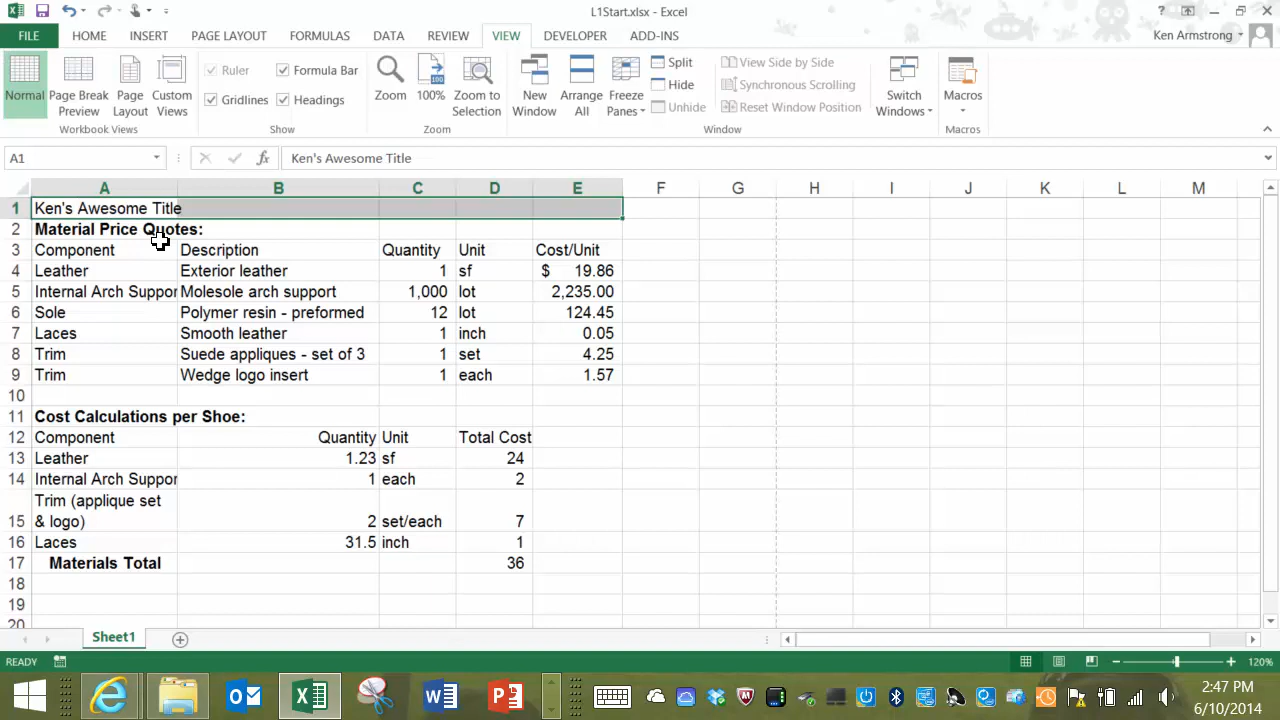 L1Start.xlsx - Excel
FILE HOME INSERT PAGE LAYOUT FORMULAS DATA REVIEW VIEW DEVELOPER ADD-INS Ken Armstrong
Normal Page Break Preview Page Layout Custom Views
Workbook Views
Ruler Formula Bar
Gridlines Headings
Show
Zoom 100% Zoom to Selection
Zoom
New Window Arrange All Freeze Panes
Split
Hide
Unhide
View Side by Side
Synchronous Scrolling
Reset Window Position
Switch Windows
Window
Macros
Macros
A1 fx Ken's Awesome Title
A B C D E F G H I J K L M
1 Ken's Awesome Title
2 Material Price Quotes:
3 Component Description Quantity Unit Cost/Unit
4 Leather Exterior leather 1 sf $ 19.86
5 Internal Arch Suppor Molesole arch support 1,000 lot 2,235.00
6 Sole Polymer resin - preformed 12 lot 124.45
7 Laces Smooth leather 1 inch 0.05
8 Trim Suede appliques - set of 3 1 set 4.25
9 Trim Wedge logo insert 1 each 1.57
10
11 Cost Calculations per Shoe:
12 Component Quantity Unit Total Cost
13 Leather 1.23 sf 24
14 Internal Arch Suppor 1 each 2
Trim (applique set
15 & logo) 2 set/each 7
16 Laces 31.5 inch 1
17 Materials Total 36
18
19
20
Sheet1
READY 120%
2:47 PM
6/10/2014